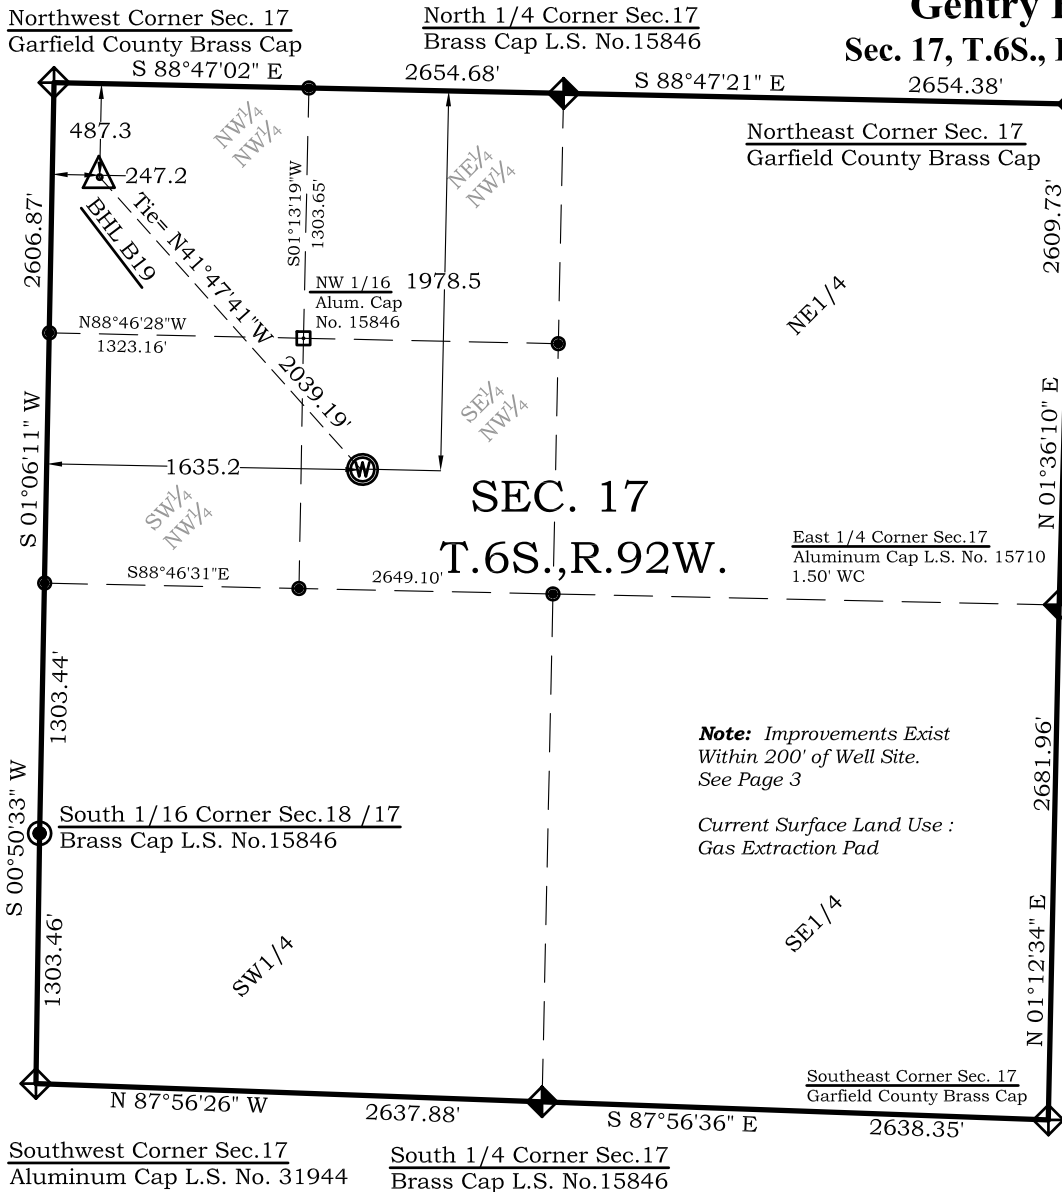 Northwest Corner Sec. 17
Garfield County Brass Cap
North 1/4 Corner Sec.17
Brass Cap L.S. No.15846
Gentry
Sec. 17, T.6S.,
S 88°47'02" E
2654.68'
S 88°47'21" E
2654.38'
Northeast Corner Sec. 17
Garfield County Brass Cap
487.3
247.2
BHL B19
Tie= N41°47'41"W
2039.19'
NW1/4
NW1/4
NE1/4
NW1/4
S01°13'19"W
1303.65'
2606.87'
2609.73'
NW 1/16
Alum. Cap
No. 15846
1978.5
NE1/4
N88°46'28"W
1323.16'
SE1/4
NW1/4
S 01°06'11" W
N 01°36'10" E
1635.2
W
SW1/4
NW1/4
SEC. 17
T.6S.,R.92W.
East 1/4 Corner Sec.17
Aluminum Cap L.S. No. 15710
1.50' WC
S88°46'31"E
2649.10'
1303.44'
Note: Improvements Exist
Within 200' of Well Site.
See Page 3
Current Surface Land Use :
Gas Extraction Pad
2681.96'
S 00°50'33" W
South 1/16 Corner Sec.18 /17
Brass Cap L.S. No.15846
1303.46'
SW1/4
SE1/4
N 01°12'34" E
Southeast Corner Sec. 17
Garfield County Brass Cap
N 87°56'26" W
2637.88'
S 87°56'36" E
2638.35'
Southwest Corner Sec.17
Aluminum Cap L.S. No. 31944
South 1/4 Corner Sec.17
Brass Cap L.S. No.15846